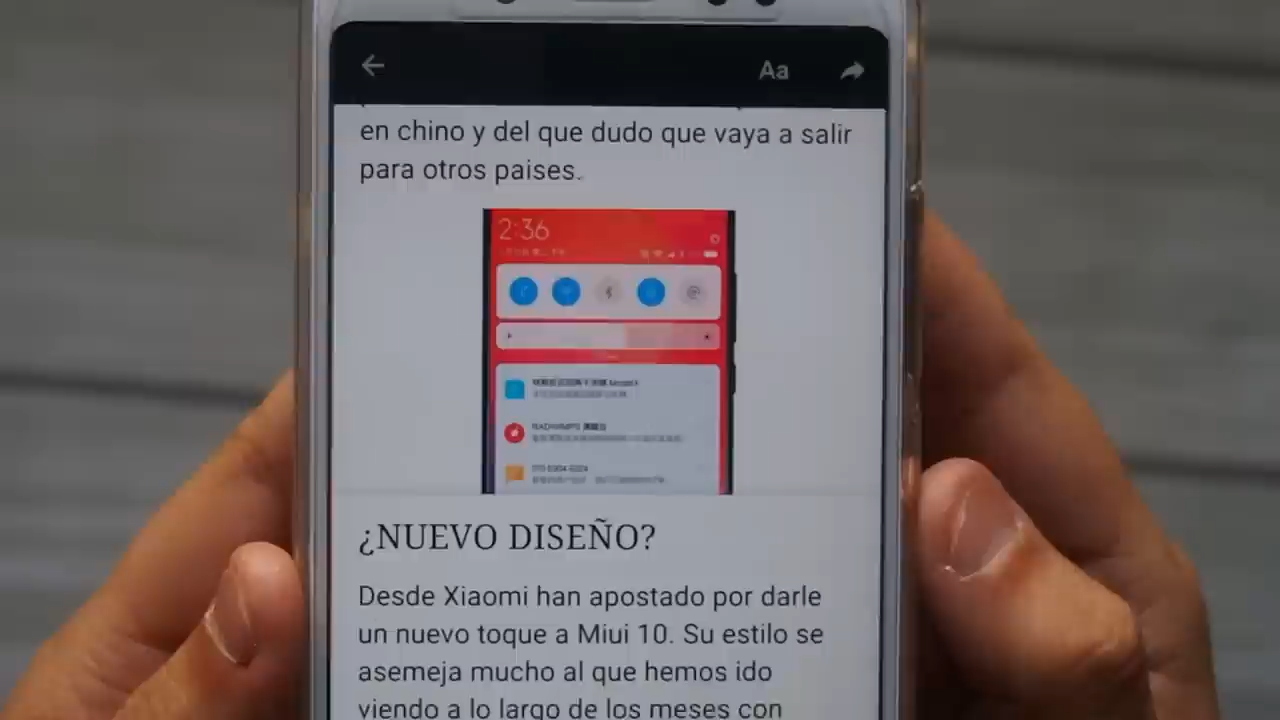 Aa
en chino y del que dudo que vaya a salir
para otros paises.
2:36
¿NUEVO DISEÑO?
Desde Xiaomi han apostado por darle
un nuevo toque a Miui 10. Su estilo se
asemeja mucho al que hemos ido
viendo a lo largo de los meses con